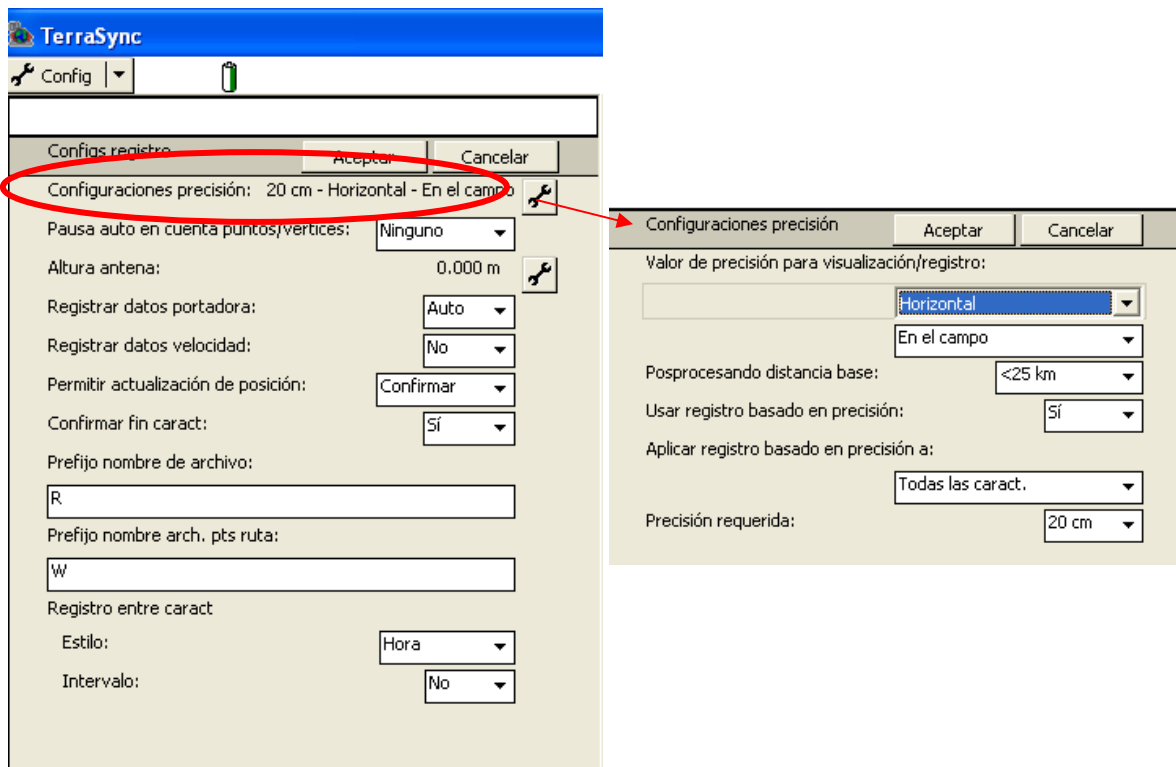 TerraSync
Config
Configs registro Aceptar Cancelar
Configuraciones precisión: 20 cm - Horizontal - En el campo
Pausa auto en cuenta puntos/vértices: Ninguno
Altura antena: 0.000 m
Registrar datos portadora: Auto
Registrar datos velocidad: No
Permitir actualización de posición: Confirmar
Confirmar fin caract: Sí
Prefijo nombre de archivo:
R
Prefijo nombre arch. pts ruta:
W
Registro entre caract
Estilo: Hora
Intervalo: No
Configuraciones precisión Aceptar Cancelar
Valor de precisión para visualización/registro:
Horizontal
En el campo
Posprocesando distancia base: <25 km
Usar registro basado en precisión: Sí
Aplicar registro basado en precisión a:
Todas las caract.
Precisión requerida: 20 cm